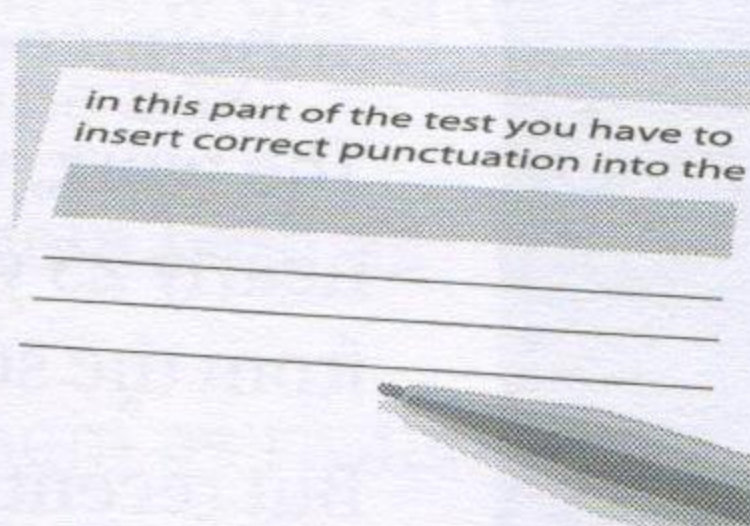 in this part of the test you have to
insert correct punctuation into the